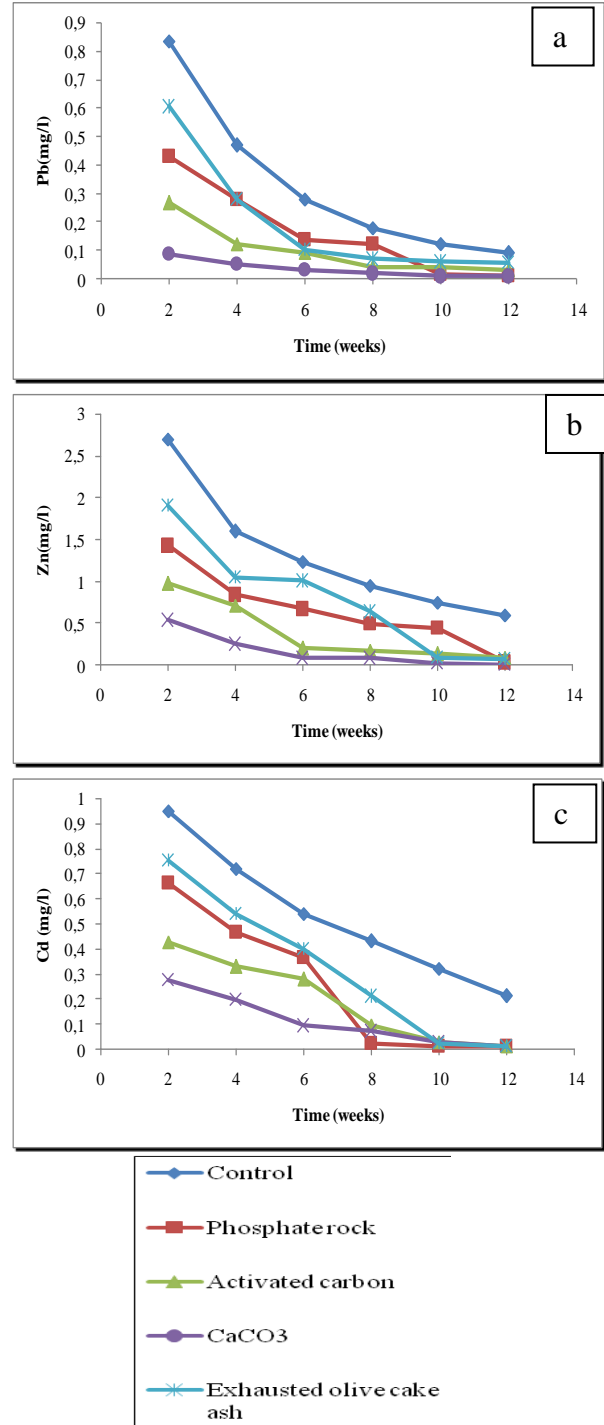 a
0,9
0,8
0,7
0,6
0,5
0,4
0,3
0,2
0,1
0
Pb(mg/l)
0 2 4 6 8 10 12 14
Time (weeks)
b
3
2,5
2
1,5
1
0,5
0
Zn(mg/l)
0 2 4 6 8 10 12 14
Time (weeks)
c
1
0,9
0,8
0,7
0,6
0,5
0,4
0,3
0,2
0,1
0
Cd (mg/l)
0 2 4 6 8 10 12 14
Time (weeks)
Control
Phosphate rock
Activated carbon
CaCO3
Exhausted olive cake
ash